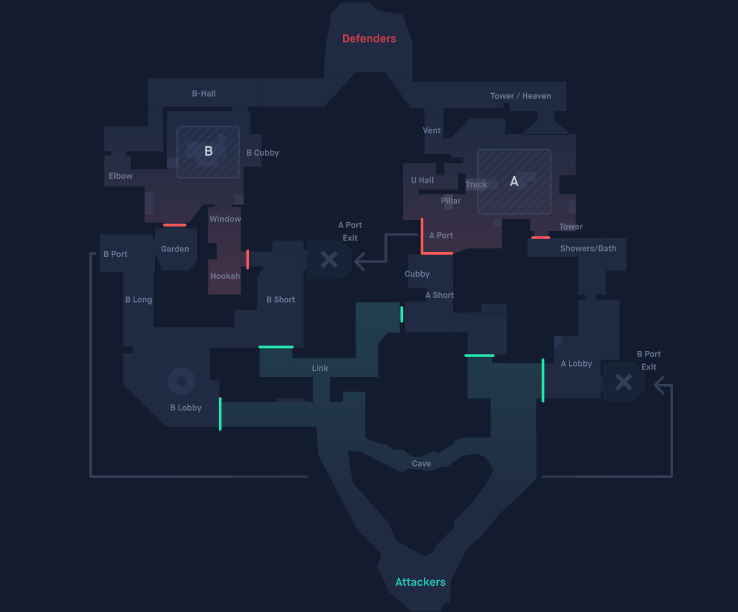 Defenders
B-Hall
Tower / Heaven
Vent
B
B Cubby
Elbow
U Hall
Truck
A
Pillar
Window
A Port
Exit
A Port
Tower
B Port
Garden
Showers/Bath
Hookah
Cubby
B Long
B Short
A Short
Link
B Port
Exit
A Lobby
B Lobby
Cave
Attackers